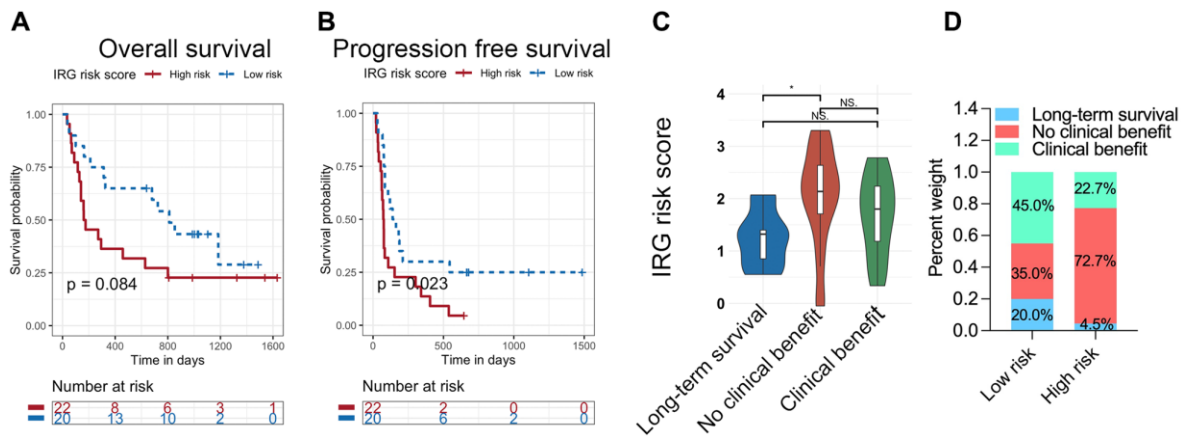 A
Overall survival
IRG risk score High risk Low risk
Survival probability
1.00
0.75
0.50
0.25
0.00
p = 0.084
0 400 800 1200 1600
Time in days
Number at risk
22 8 6 3 1
20 13 10 2 0
B
Progression free survival
IRG risk score High risk Low risk
Survival probability
1.00
0.75
0.50
0.25
0.00
p = 0.023
0 500 1000 1500
Time in days
Number at risk
22 2 0 0
20 6 2 0
C
IRG risk score
4
3
2
1
0
*
NS.
NS.
Long-term survival
No clinical benefit
Clinical benefit
D
Percent weight
1.4
1.2
1.0
0.8
0.6
0.4
0.2
0.0
Long-term survival
No clinical benefit
Clinical benefit
45.0%
35.0%
20.0%
22.7%
72.7%
4.5%
Low risk
High risk